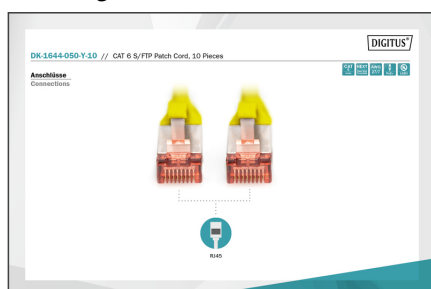 DIGITUS®
DK-1644-050-Y-10 // CAT 6 S/FTP Patch Cord, 10 Pieces
Anschlüsse
Connections
RJ45